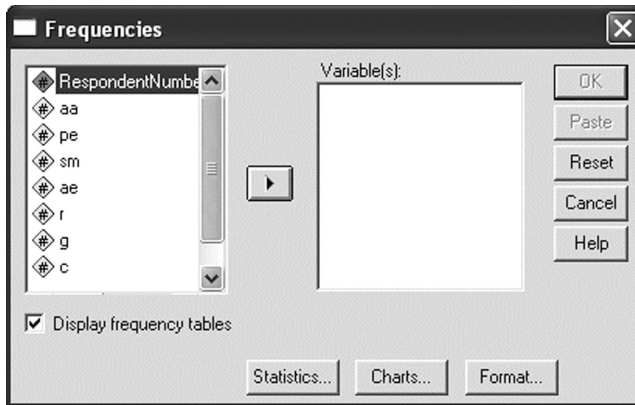 Frequencies
RespondentNumbe
aa
pe
sm
ae
r
g
c
Variable(s):
OK
Paste
Reset
Cancel
Help
Display frequency tables
Statistics...
Charts...
Format...